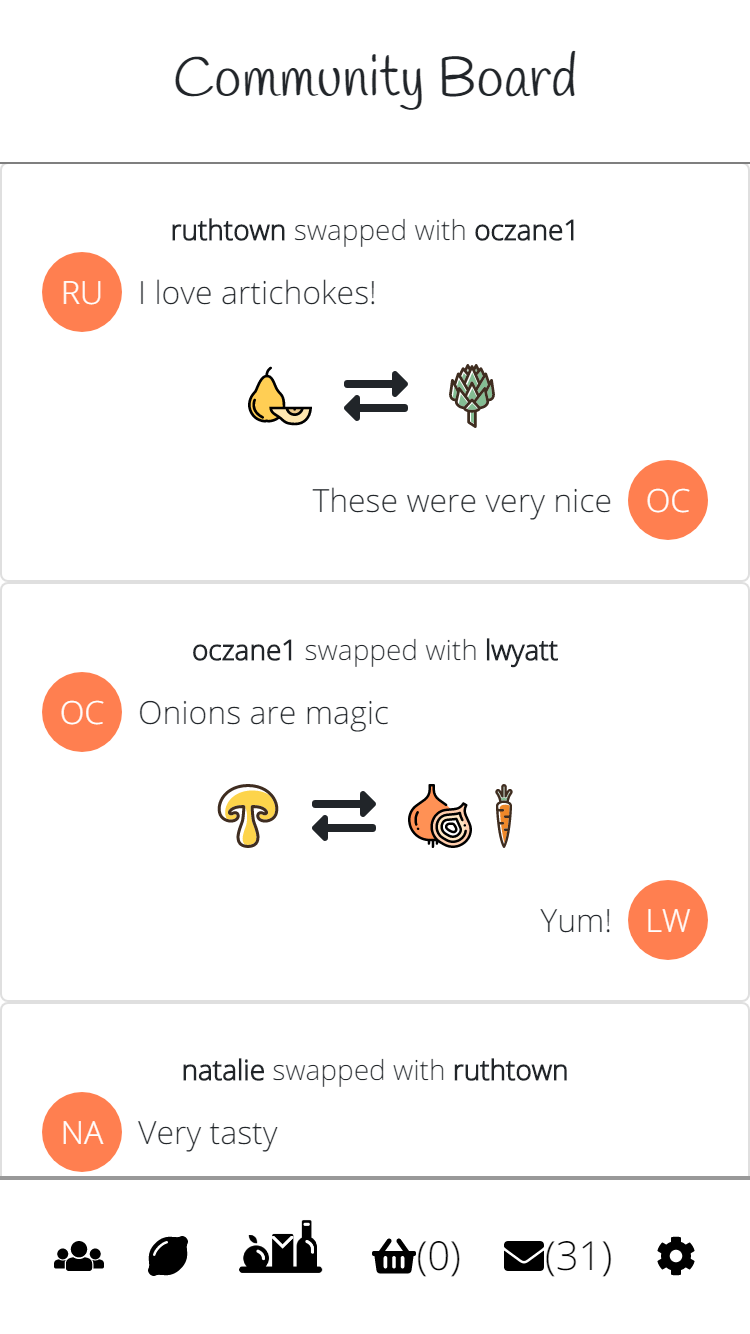 Community Board
ruthtown swapped with oczane1
RU I love artichokes!
These were very nice OC
oczane1 swapped with lwyatt
OC Onions are magic
Yum! LW
natalie swapped with ruthtown
NA Very tasty
(0) (31)